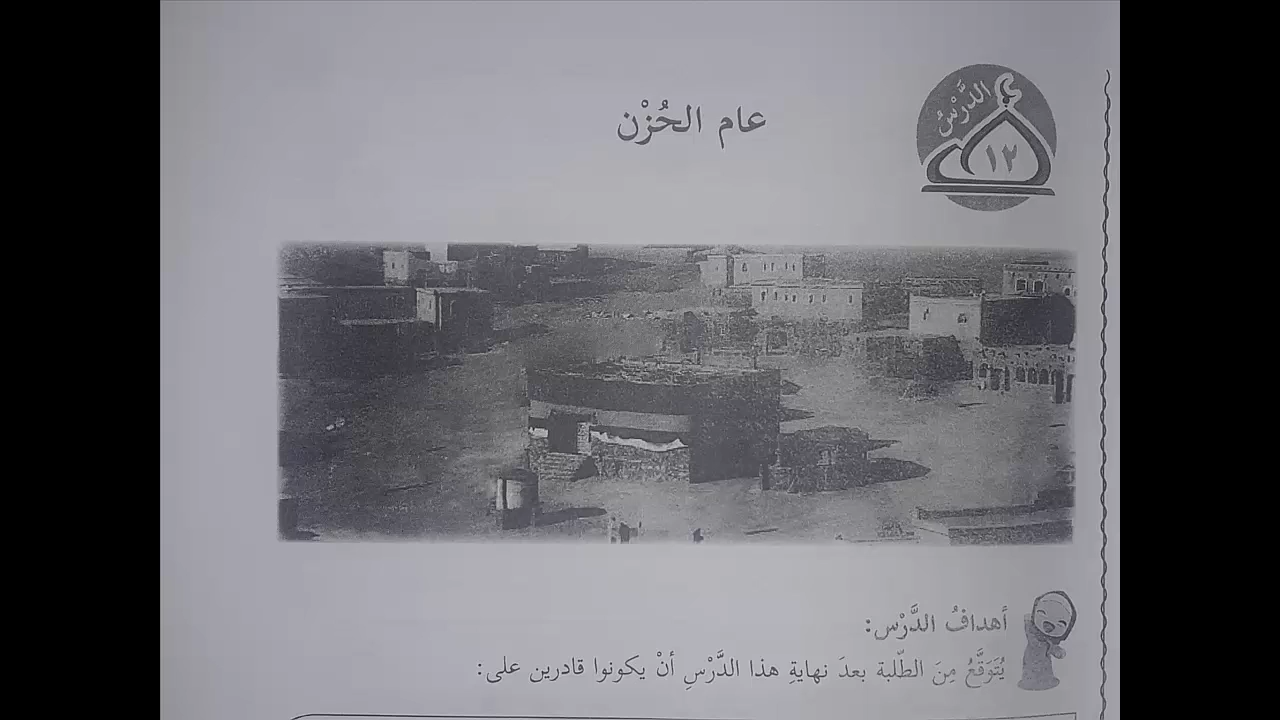 الدَّرْسُ
١٢
عام الحُزْن
أهدافُ الدَّرْس:
يُتَوَقَّعُ مِنَ الطّلبة بعدَ نهايةِ هذا الدَّرْسِ أنْ يكونوا قادرين على: